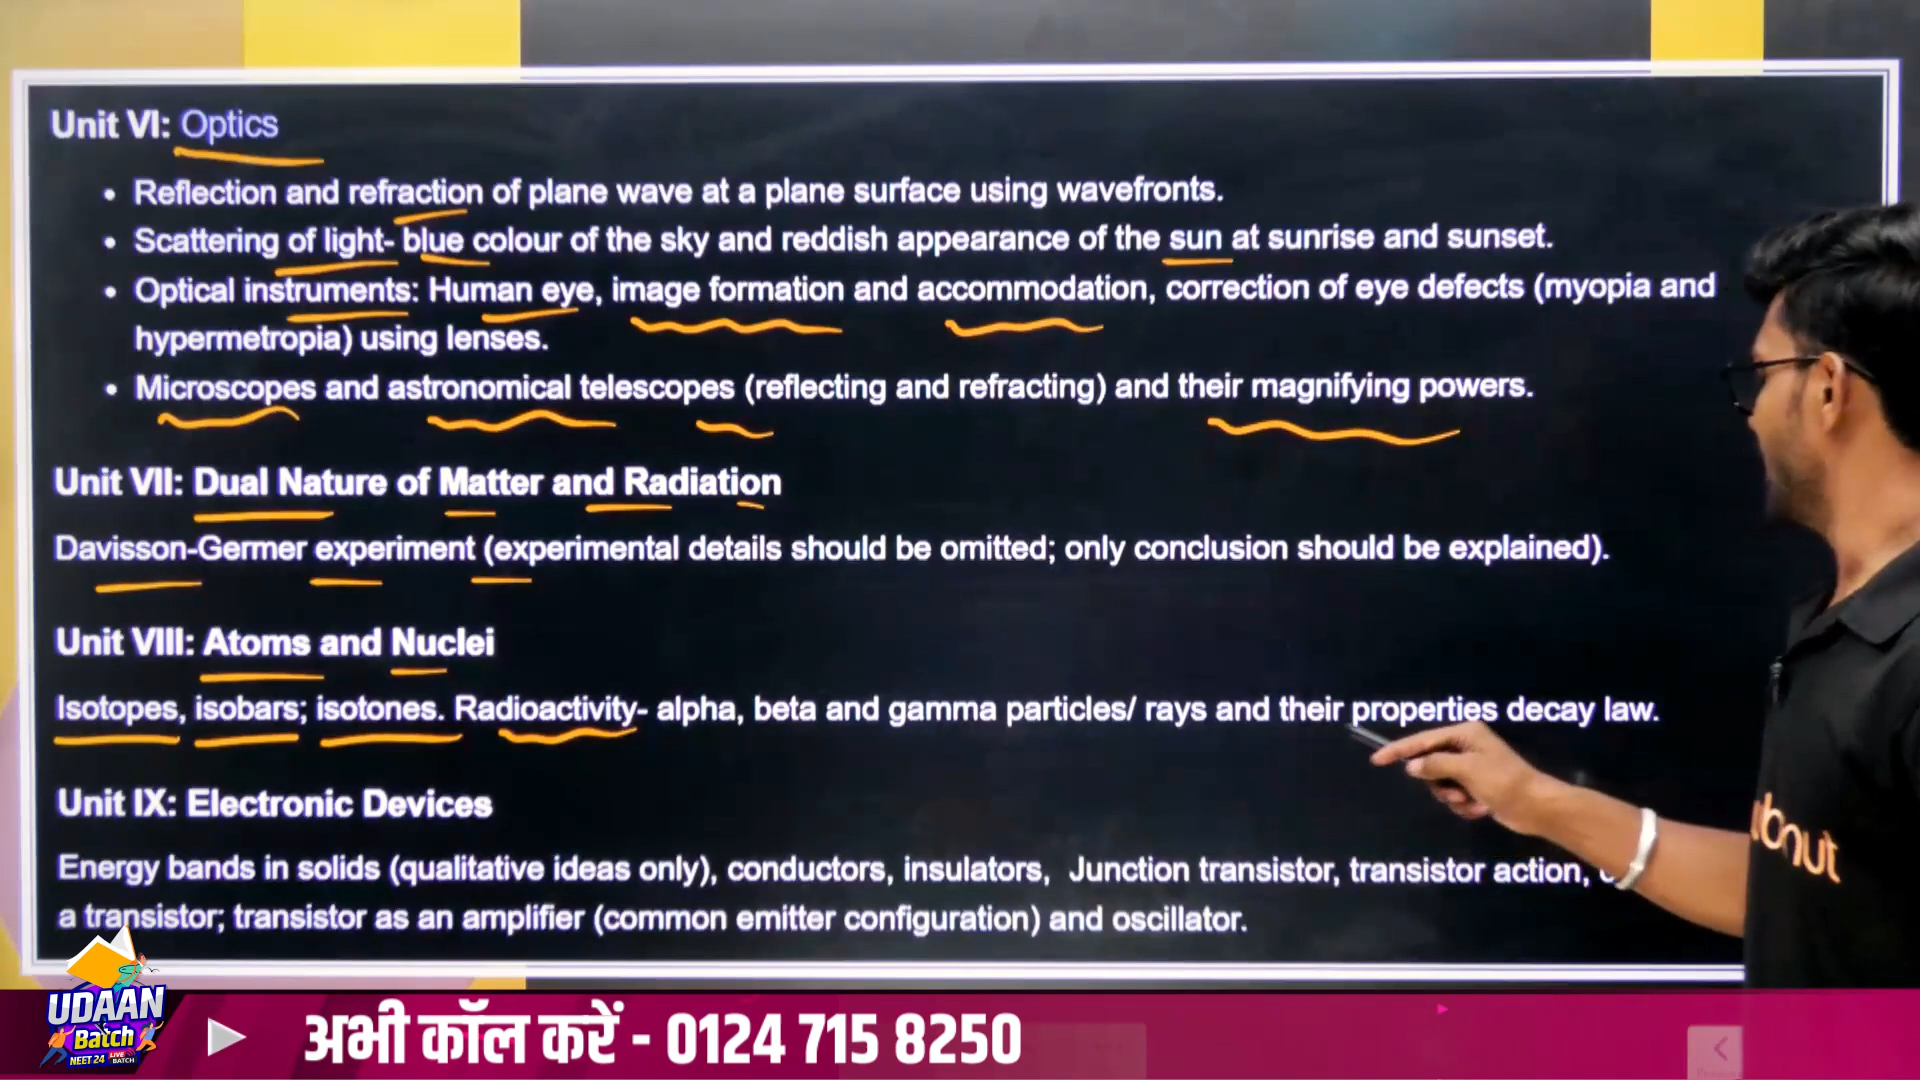 Unit VI: Optics
• Reflection and refraction of plane wave at a plane surface using wavefronts.
• Scattering of light- blue colour of the sky and reddish appearance of the sun at sunrise and sunset.
• Optical instruments: Human eye, image formation and accommodation, correction of eye defects (myopia and
hypermetropia) using lenses.
• Microscopes and astronomical telescopes (reflecting and refracting) and their magnifying powers.
Unit VII: Dual Nature of Matter and Radiation
Davisson-Germer experiment (experimental details should be omitted; only conclusion should be explained).
Unit VIII: Atoms and Nuclei
Isotopes, isobars; isotones. Radioactivity- alpha, beta and gamma particles/ rays and their properties decay law.
Unit IX: Electronic Devices
Energy bands in solids (qualitative ideas only), conductors, insulators, Junction transistor, transistor action,
a transistor; transistor as an amplifier (common emitter configuration) and oscillator.
UDAAN
Batch
NEET 24 LIVE BATCH
अभी कॉल करें - 0124 715 8250